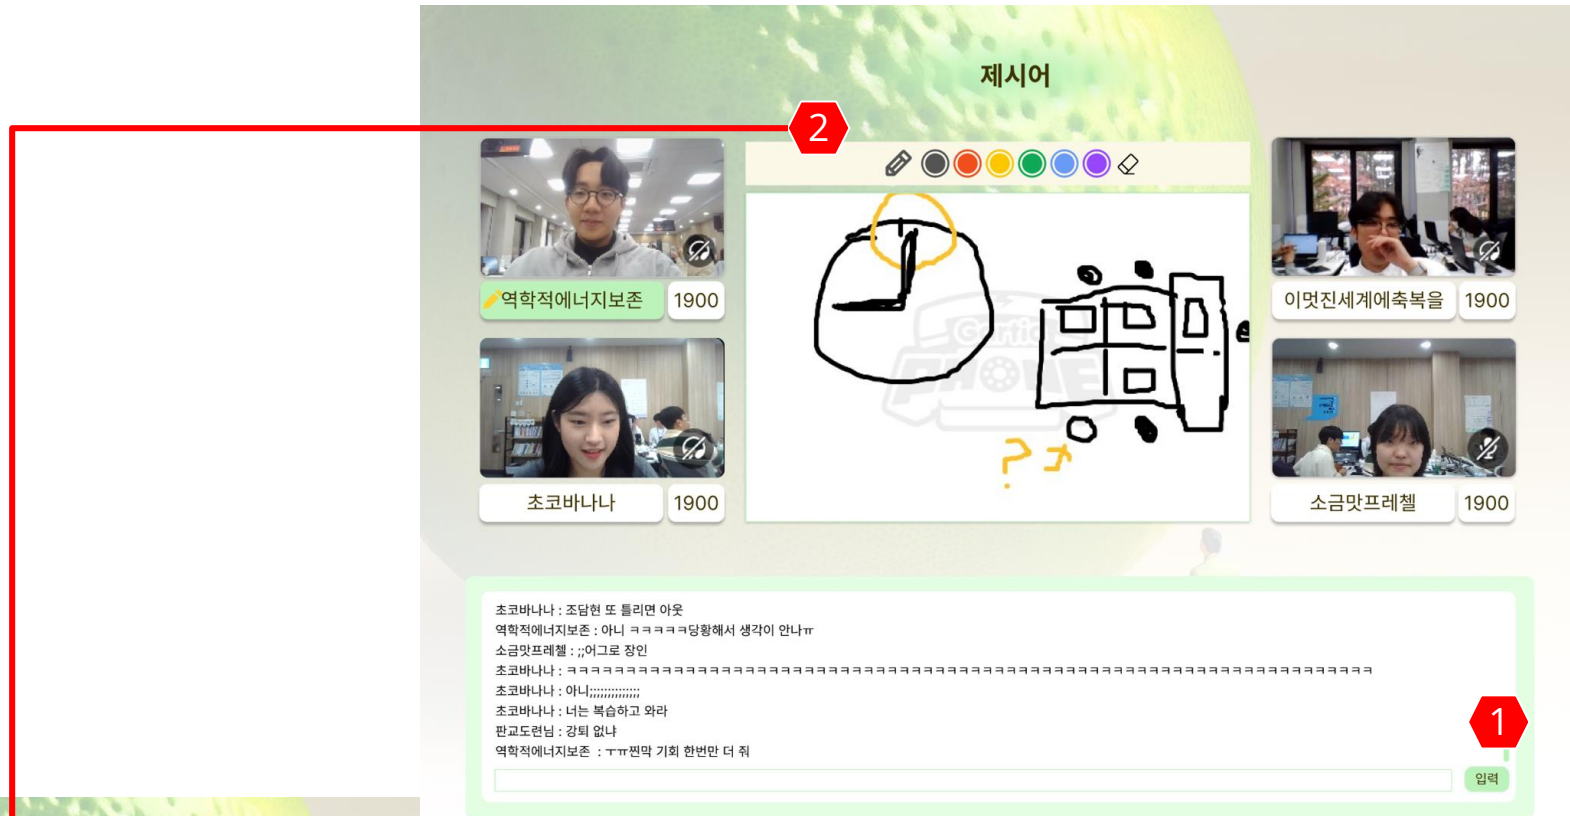 제시어
2
역학적에너지보존 1900
이멋진세계에축복을 1900
Gartic
PHONE
?
초코바나나 1900
소금맛프레첼 1900
초코바나나 : 조담현 또 틀리면 아웃
역학적에너지보존 : 아니 ㅋㅋㅋㅋㅋ당황해서 생각이 안나ㅠ
소금맛프레첼 : ;;어그로 장인
초코바나나 : ㅋㅋㅋㅋㅋㅋㅋㅋㅋㅋㅋㅋㅋㅋㅋㅋㅋㅋㅋㅋㅋㅋㅋㅋㅋㅋㅋㅋㅋㅋㅋㅋㅋㅋㅋㅋㅋㅋㅋㅋㅋㅋㅋㅋㅋㅋㅋㅋㅋㅋㅋㅋㅋㅋㅋㅋㅋㅋㅋㅋㅋㅋㅋㅋㅋㅋㅋㅋ
초코바나나 : 아니;;;;;;;;;;;;;;
초코바나나 : 너는 복습하고 와라
판교도련님 : 강퇴 없냐
역학적에너지보존 : ㅜㅠ찐막 기회 한번만 더 줘
1
입력